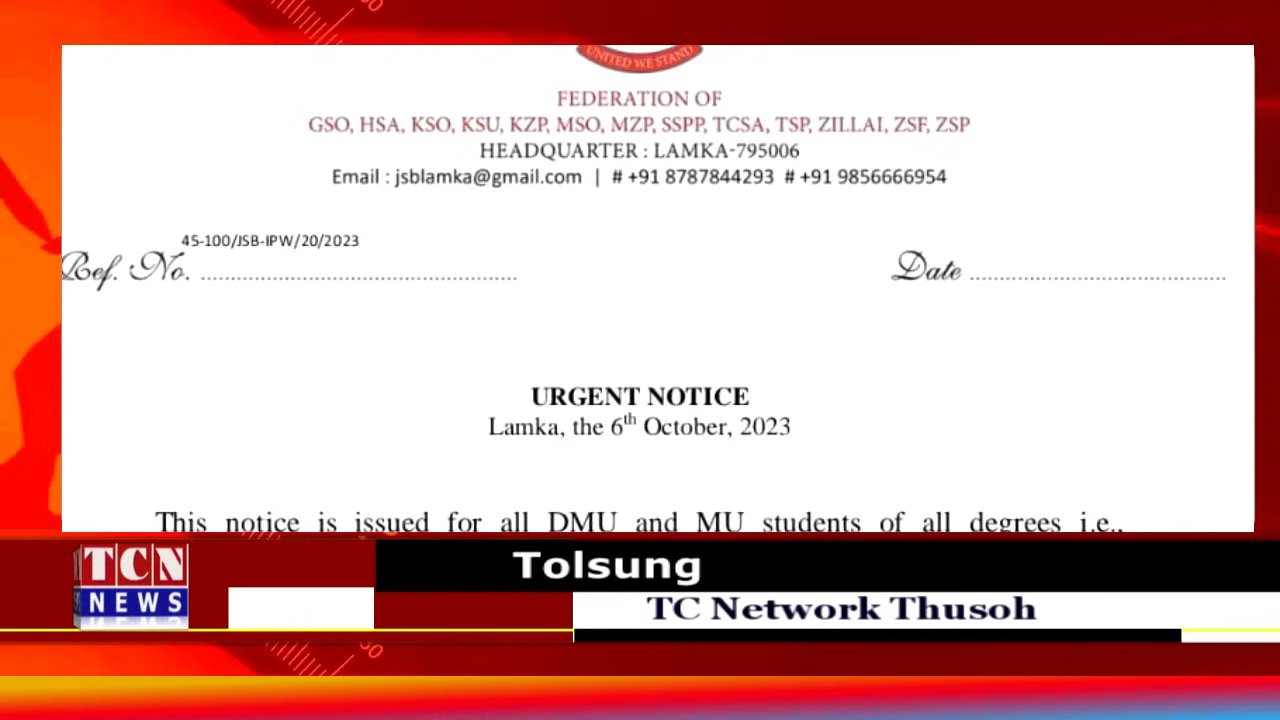 UNITED WE STAND
FEDERATION OF
GSO, HSA, KSO, KSU, KZP, MSO, MZP, SSPP, TCSA, TSP, ZILLAI, ZSF, ZSP
HEADQUARTER : LAMKA-795006
Email : jsblamka@gmail.com | # +91 8787844293 # +91 9856666954
45-100/JSB-IPW/20/2023
Ref. No. ............................................................
Date ............................................................
URGENT NOTICE
Lamka, the 6th October, 2023
This notice is issued for all DMU and MU students of all degrees i.e.,
TCN
NEWS
Tolsung
TC Network Thusoh